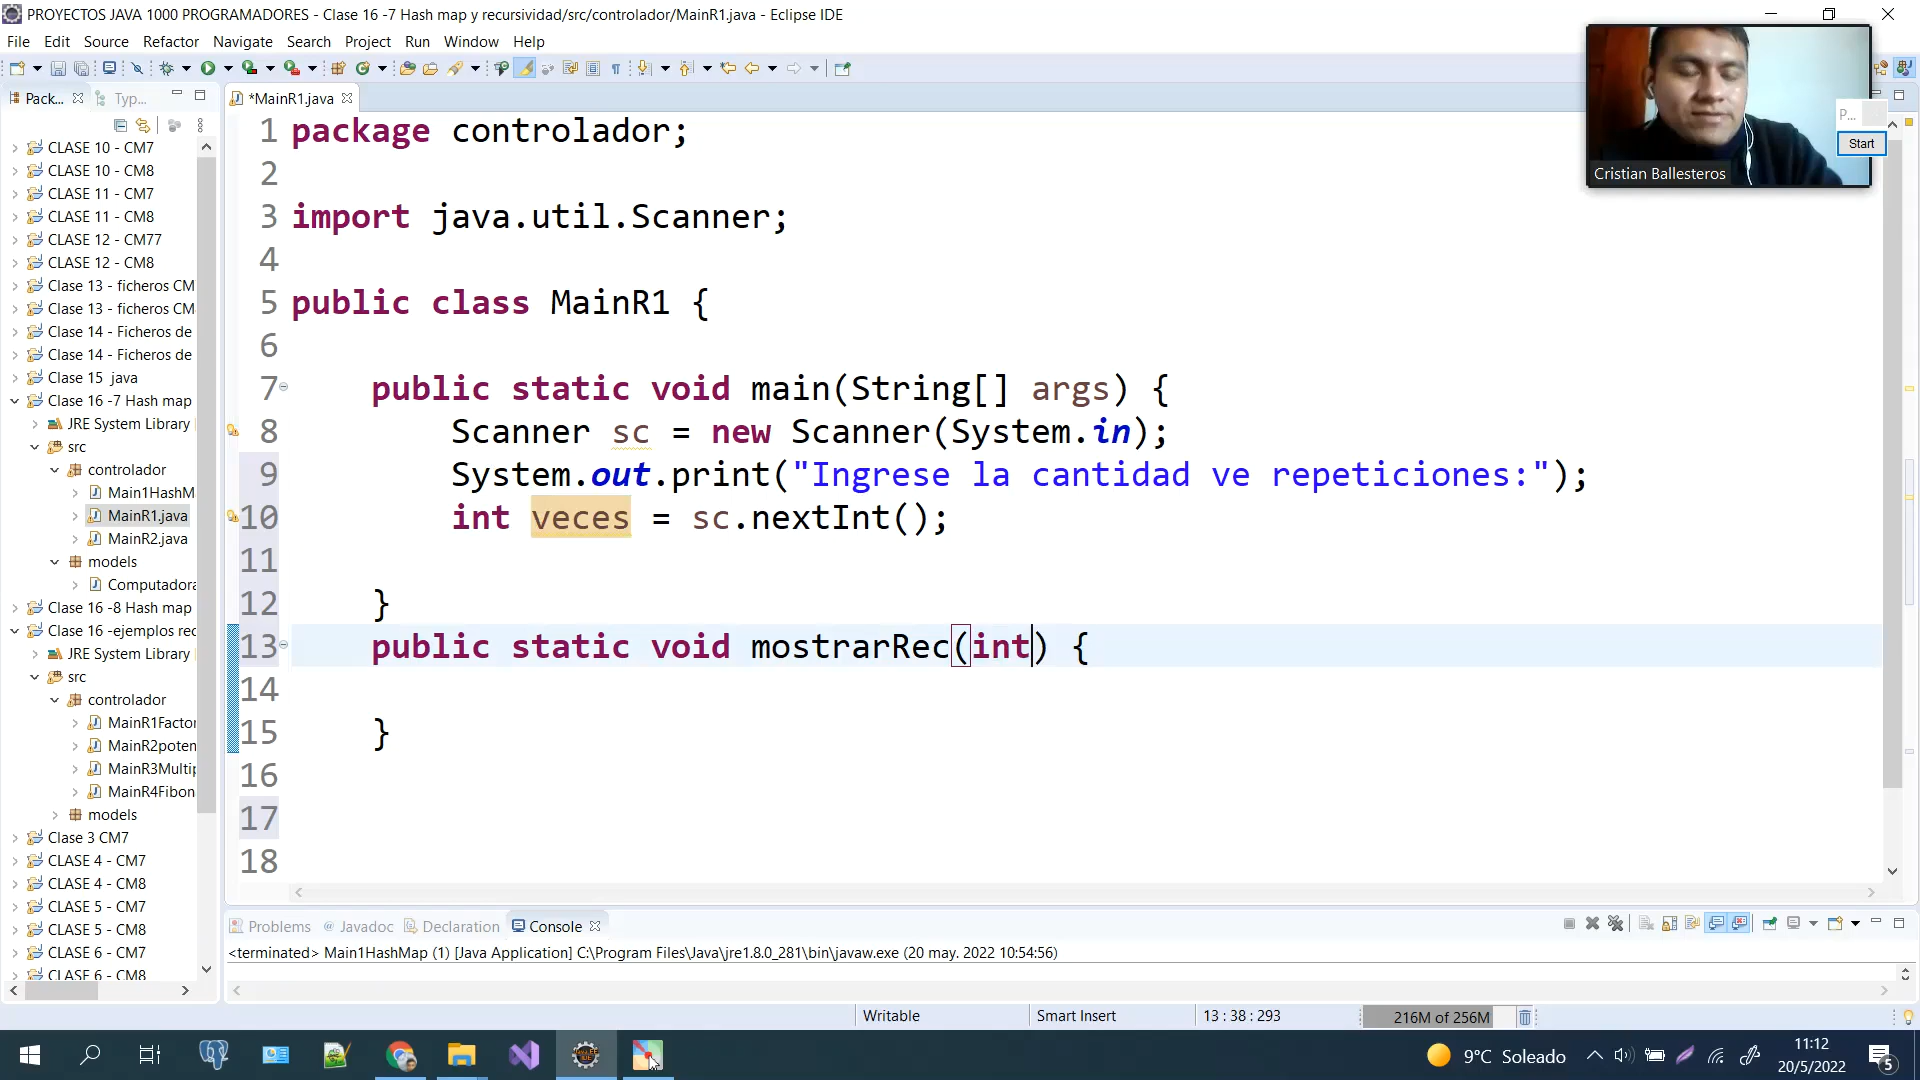 PROYECTOS JAVA 1000 PROGRAMADORES - Clase 16 -7 Hash map y recursividad/src/controlador/MainR1.java - Eclipse IDE
File Edit Source Refactor Navigate Search Project Run Window Help
Pack... Typ...
*MainR1.java
CLASE 10 - CM7
CLASE 10 - CM8
CLASE 11 - CM7
CLASE 11 - CM8
CLASE 12 - CM77
CLASE 12 - CM8
Clase 13 - ficheros CM
Clase 13 - ficheros CM
Clase 14 - Ficheros de
Clase 14 - Ficheros de
Clase 15 java
Clase 16 -7 Hash map
JRE System Library
src
controlador
Main1HashM
MainR1.java
MainR2.java
models
Computadora
Clase 16 -8 Hash map
Clase 16 -ejemplos rec
JRE System Library
src
controlador
MainR1Factor
MainR2poten
MainR3Multip
MainR4Fibon
models
Clase 3 CM7
CLASE 4 - CM7
CLASE 4 - CM8
CLASE 5 - CM7
CLASE 5 - CM8
CLASE 6 - CM7
CLASE 6 - CM8
1 package controlador;
2
3 import java.util.Scanner;
4
5 public class MainR1 {
6
7 public static void main(String[] args) {
8 Scanner sc = new Scanner(System.in);
9 System.out.print("Ingrese la cantidad ve repeticiones:");
10 int veces = sc.nextInt();
11
12 }
13 public static void mostrarRec(int) {
14
15 }
16
17
18
P...
Start
Cristian Ballesteros
Problems @ Javadoc Declaration Console
<terminated> Main1HashMap (1) [Java Application] C:\Program Files\Java\jre1.8.0_281\bin\javaw.exe (20 may. 2022 10:54:56)
Writable Smart Insert 13 : 38 : 293 216M of 256M
9°C Soleado
11:12
20/5/2022
5